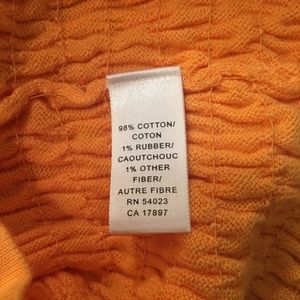 98% COTTON/
COTON
1% RUBBER/
CAOUTCHOUC
1% OTHER
FIBER/
AUTRE FIBRE
RN 54023
CA 17897